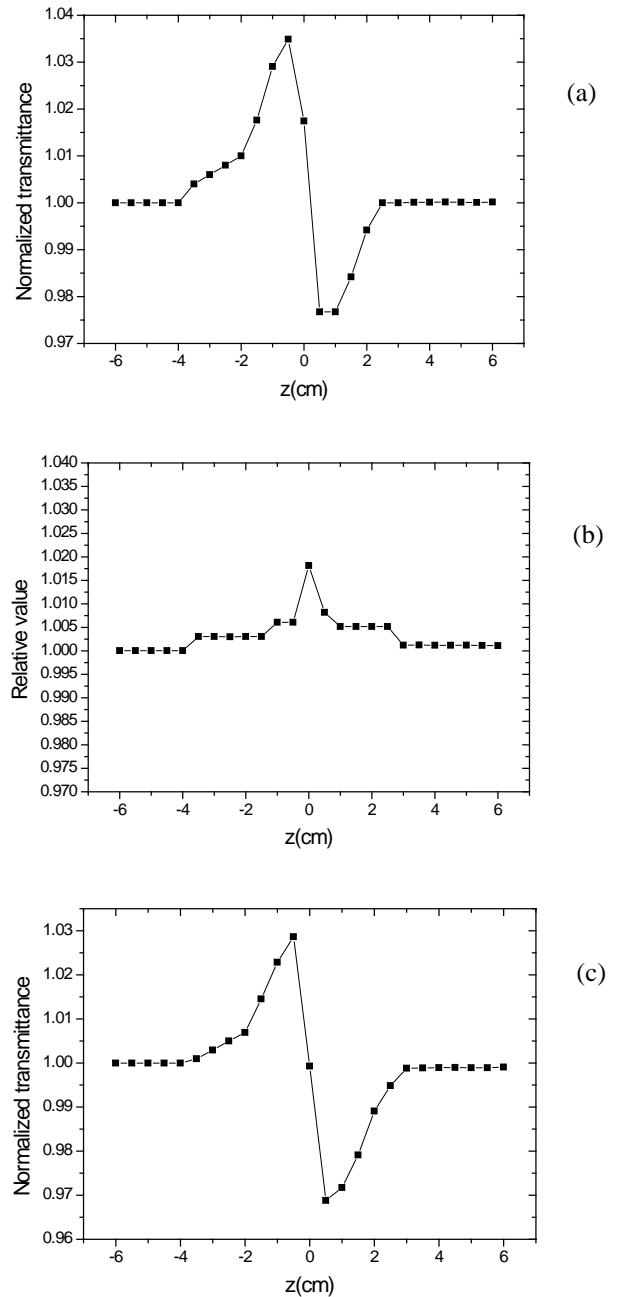 1.04
1.03
1.02
1.01
1.00
0.99
0.98
0.97
-6 -4 -2 0 2 4 6
Normalized transmittance
z(cm)
(a)
1.040
1.035
1.030
1.025
1.020
1.015
1.010
1.005
1.000
0.995
0.990
0.985
0.980
0.975
0.970
-6 -4 -2 0 2 4 6
Relative value
z(cm)
(b)
1.03
1.02
1.01
1.00
0.99
0.98
0.97
0.96
-6 -4 -2 0 2 4 6
Normalized transmittance
z(cm)
(c)